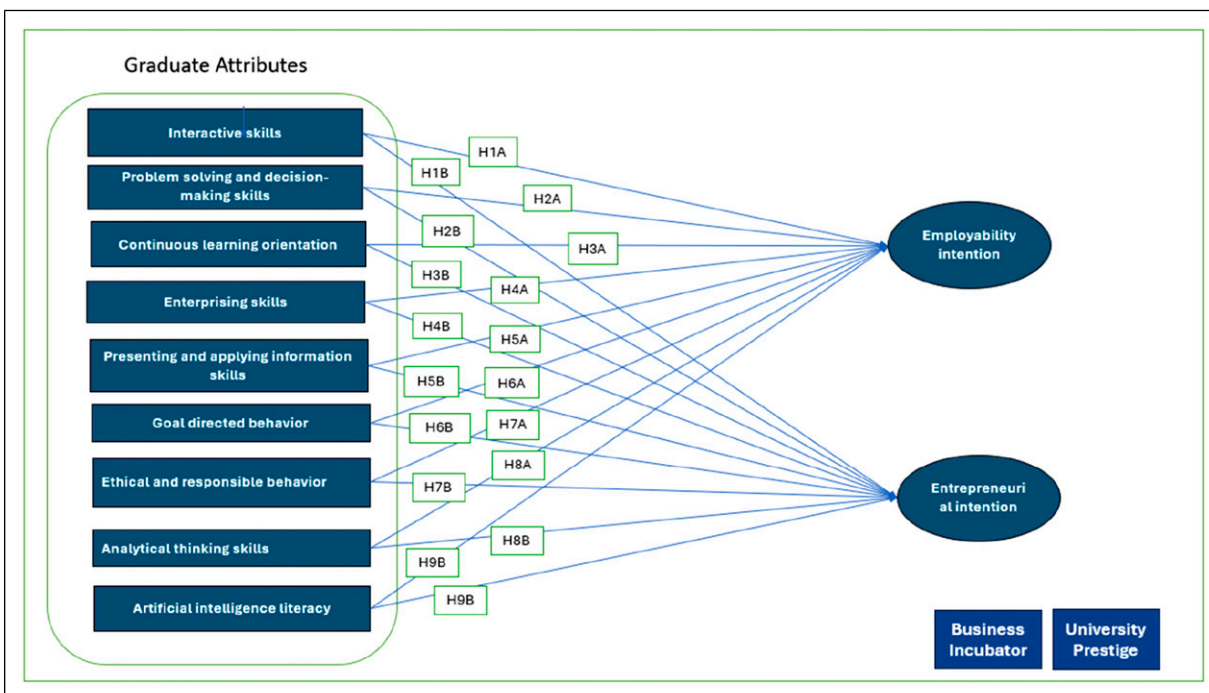 Graduate Attributes
Interactive skills
Problem solving and decision-
making skills
Continuous learning orientation
Enterprising skills
Presenting and applying information
skills
Goal directed behavior
Ethical and responsible behavior
Analytical thinking skills
Artificial intelligence literacy
H1A
H1B
H2A
H2B
H3A
H3B
H4A
H4B
H5A
H5B
H6A
H6B
H7A
H7B
H8A
H8B
H9B
H9B
Employability
intention
Entrepreneuri
al intention
Business
Incubator
University
Prestige